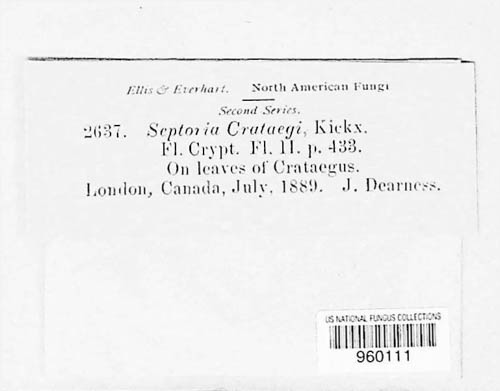 Ellis & Everhart. North American Fungi
Second Series.
2637. Septoria Crataegi, Kickx.
Fl. Crypt. Fl. II. p. 433.
On leaves of Crataegus.
London, Canada, July, 1889. J. Dearness.
US NATIONAL FUNGUS COLLECTIONS
960111